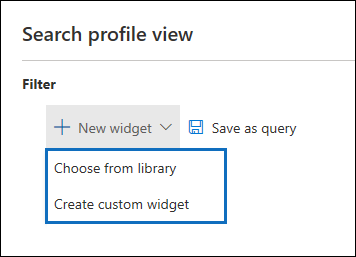 Search profile view
Filter
New widget Save as query
Choose from library
Create custom widget